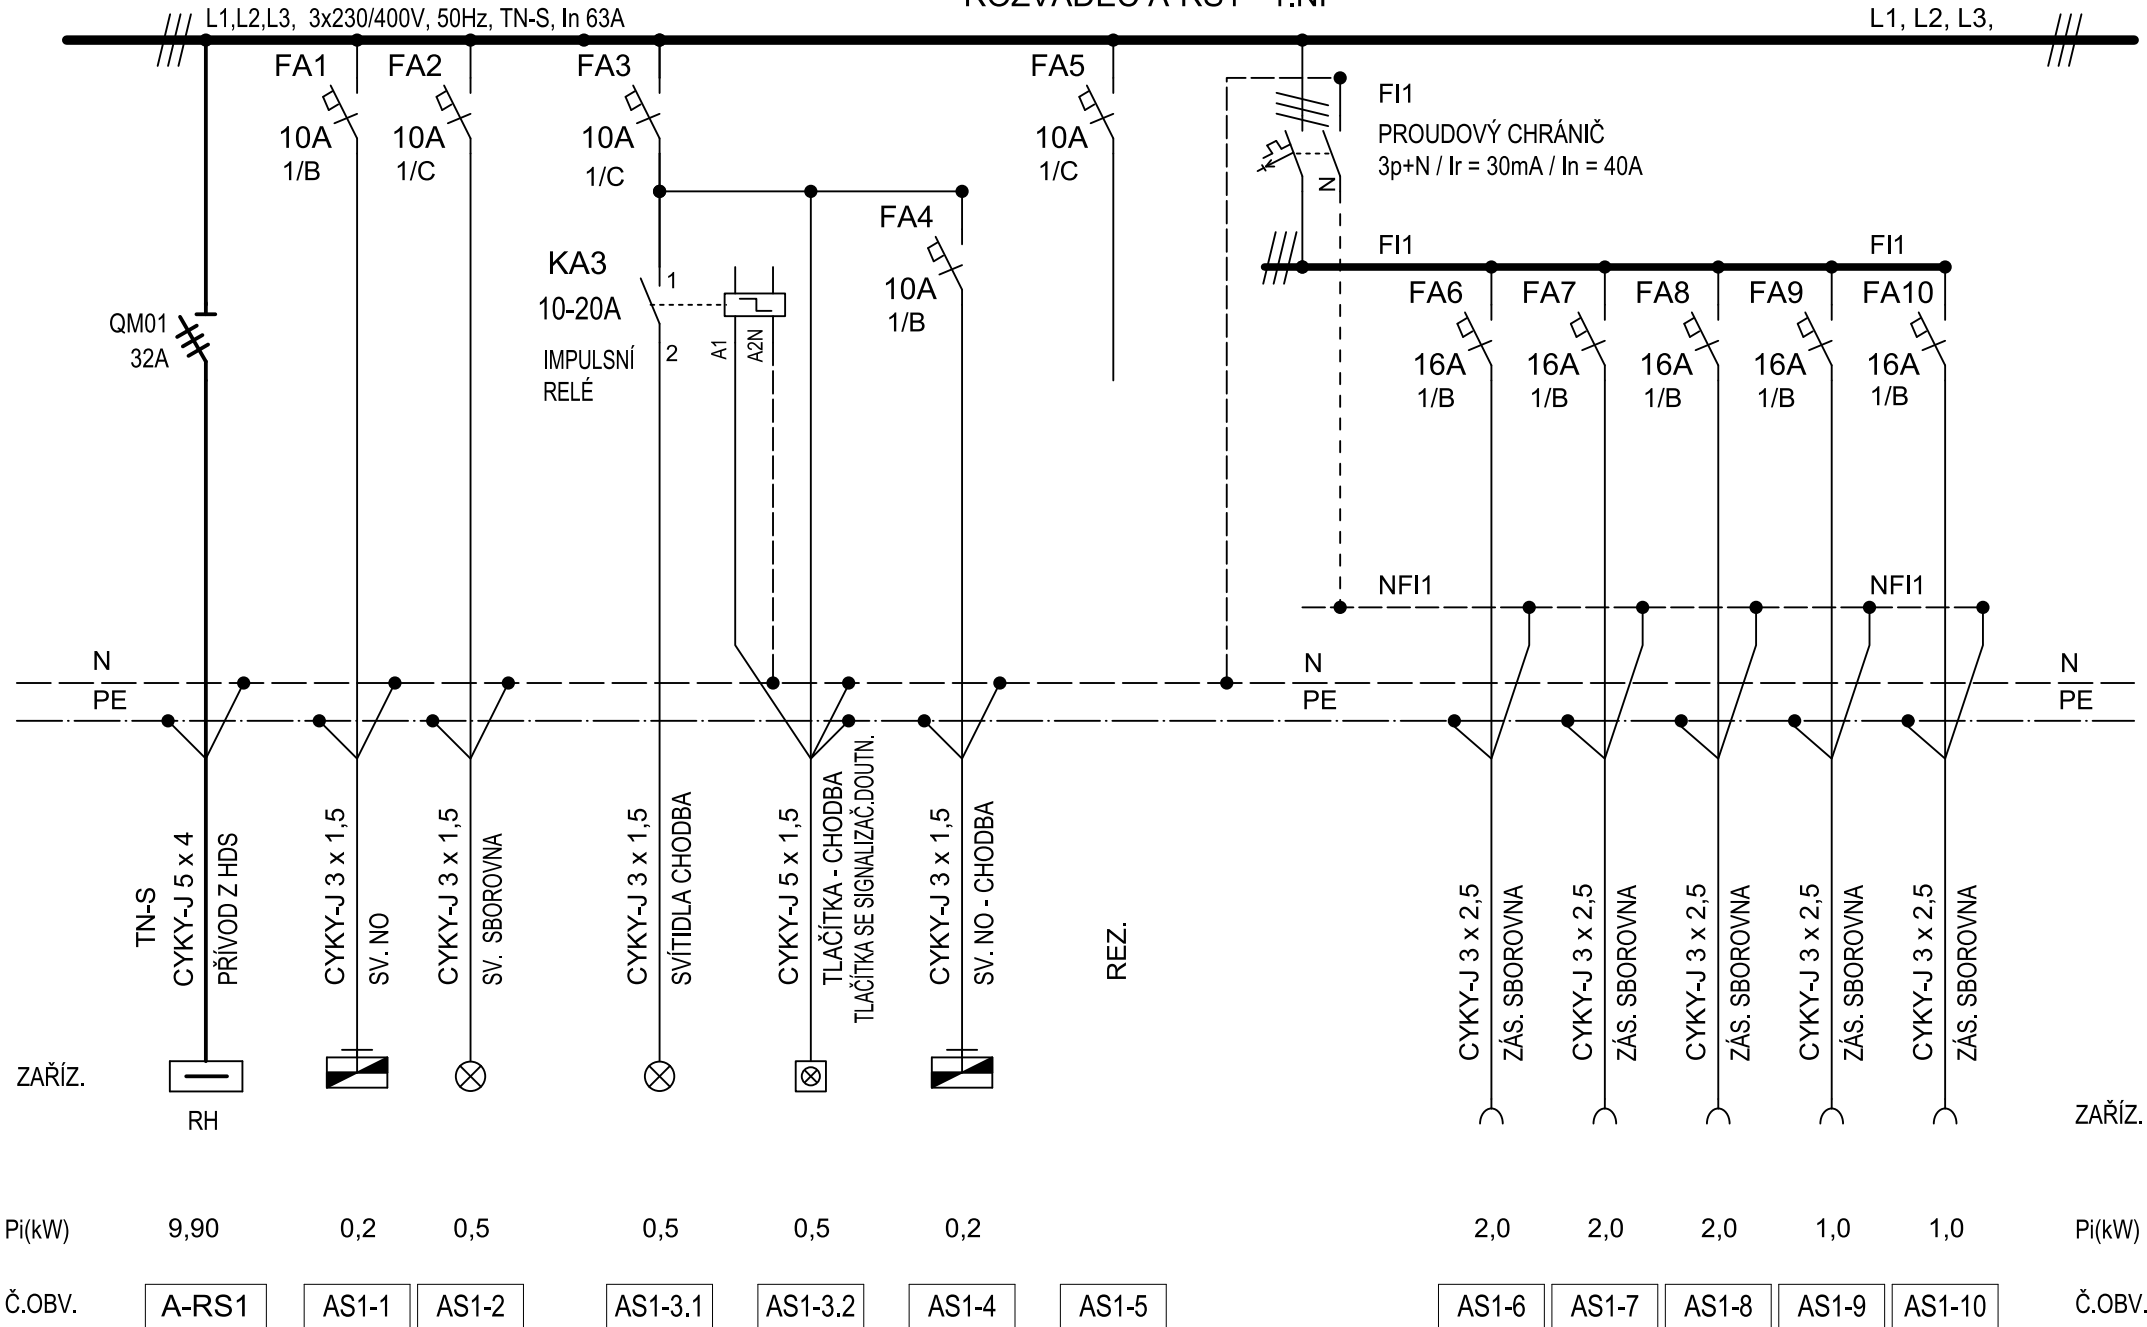 L1,L2,L3, 3x230/400V, 50Hz, TN-S, In 63A
L1, L2, L3,
FA1
10A
1/B
FA2
10A
1/C
FA3
10A
1/C
FA5
10A
1/C
FI1
PROUDOVÝ CHRÁNIČ
3p+N / Ir = 30mA / In = 40A
N
FA4
10A
1/B
KA3
10-20A
IMPULSNÍ
RELÉ
1
2
A1
A2N
QM01
32A
FI1
FI1
FA6
16A
1/B
FA7
16A
1/B
FA8
16A
1/B
FA9
16A
1/B
FA10
16A
1/B
NFI1
NFI1
N
N
N
PE
PE
PE
TN-S
CYKY-J 5 x 4
PŘÍVOD Z HDS
CYKY-J 3 x 1,5
SV. NO
CYKY-J 3 x 1,5
SV. SBOROVNA
CYKY-J 3 x 1,5
SVÍTIDLA CHODBA
CYKY-J 5 x 1,5
TLAČÍTKA - CHODBA
TLAČÍTKA SE SIGNALIZAČ.DOUTN.
CYKY-J 3 x 1,5
SV. NO - CHODBA
REZ.
CYKY-J 3 x 2,5
ZÁS. SBOROVNA
CYKY-J 3 x 2,5
ZÁS. SBOROVNA
CYKY-J 3 x 2,5
ZÁS. SBOROVNA
CYKY-J 3 x 2,5
ZÁS. SBOROVNA
CYKY-J 3 x 2,5
ZÁS. SBOROVNA
ZAŘÍZ.
RH
ZAŘÍZ.
Pi(kW) 9,90 0,2 0,5 0,5 0,5 0,2 2,0 2,0 2,0 1,0 1,0 Pi(kW)
Č.OBV. A-RS1 AS1-1 AS1-2 AS1-3.1 AS1-3.2 AS1-4 AS1-5 AS1-6 AS1-7 AS1-8 AS1-9 AS1-10 Č.OBV.